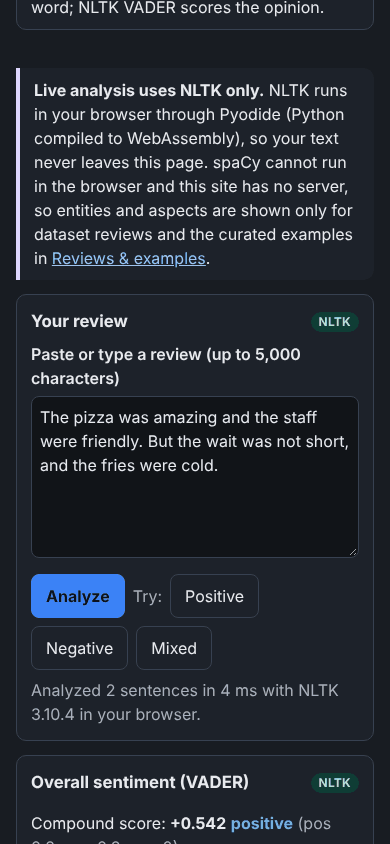 word; NLTK VADER scores the opinion.
Live analysis uses NLTK only. NLTK runs
in your browser through Pyodide (Python
compiled to WebAssembly), so your text
never leaves this page. spaCy cannot run
in the browser and this site has no server,
so entities and aspects are shown only for
dataset reviews and the curated examples
in Reviews & examples.
Your review NLTK
Paste or type a review (up to 5,000
characters)
The pizza was amazing and the staff
were friendly. But the wait was not short,
and the fries were cold.
Analyze Try: Positive
Negative Mixed
Analyzed 2 sentences in 4 ms with NLTK
3.10.4 in your browser.
Overall sentiment (VADER) NLTK
Compound score: +0.542 positive (pos